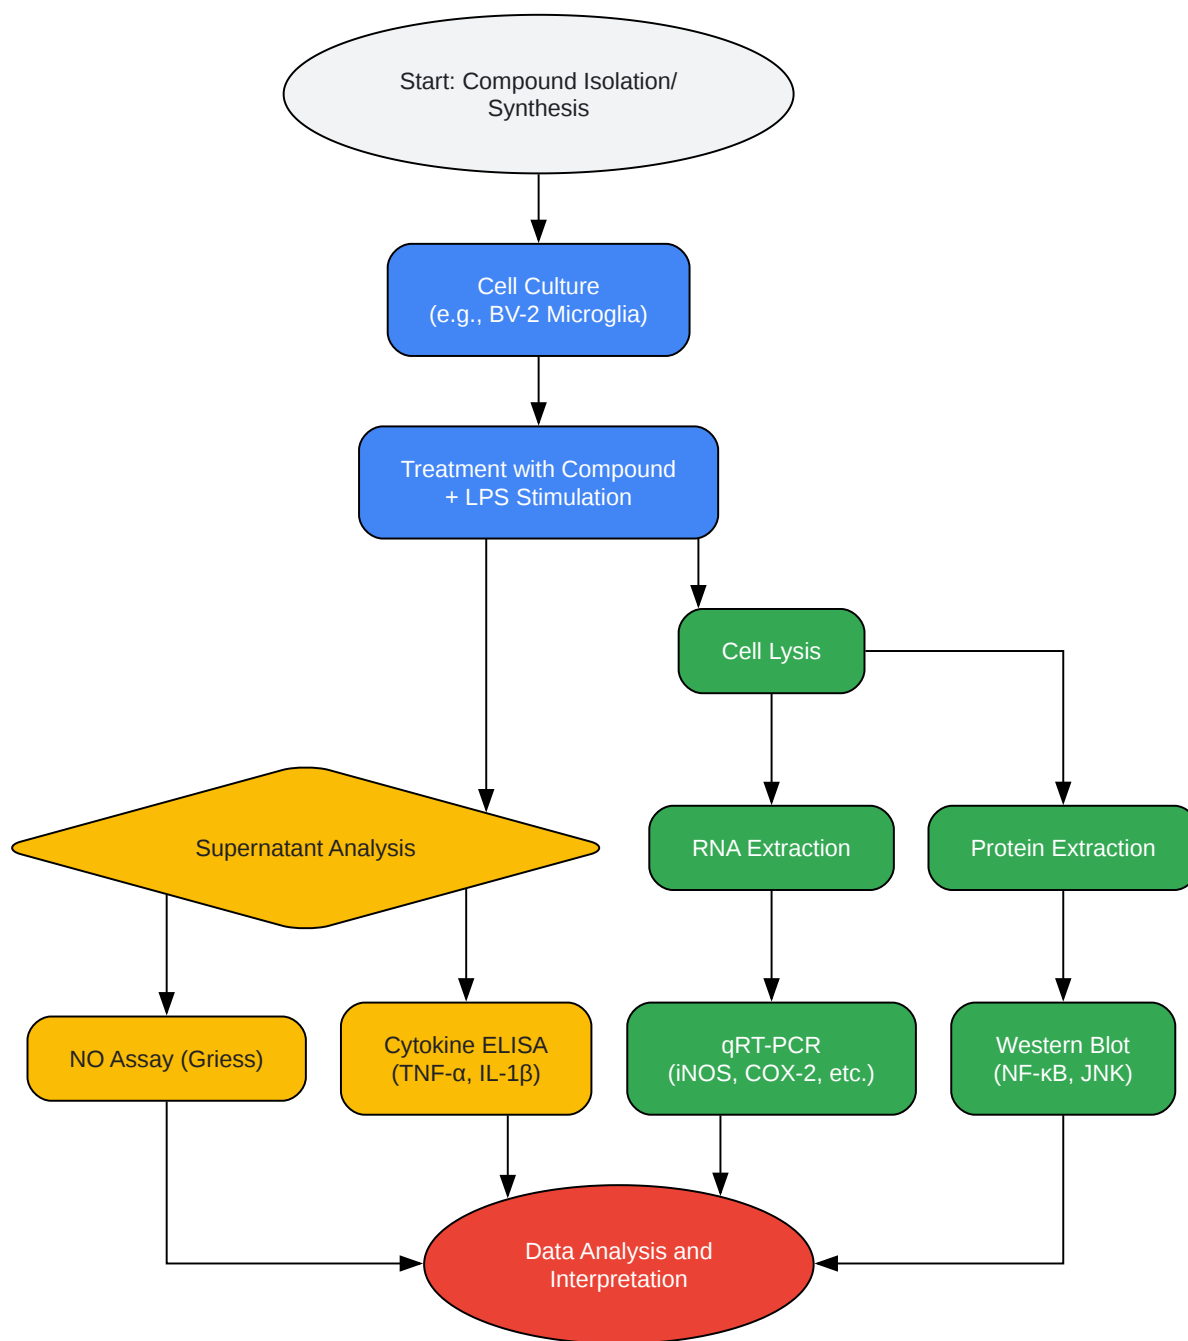 Start: Compound Isolation/
Synthesis
Cell Culture
(e.g., BV-2 Microglia)
Treatment with Compound
+ LPS Stimulation
Cell Lysis
Supernatant Analysis
RNA Extraction
Protein Extraction
NO Assay (Griess)
Cytokine ELISA
(TNF-α, IL-1β)
qRT-PCR
(iNOS, COX-2, etc.)
Western Blot
(NF-κB, JNK)
Data Analysis and
Interpretation